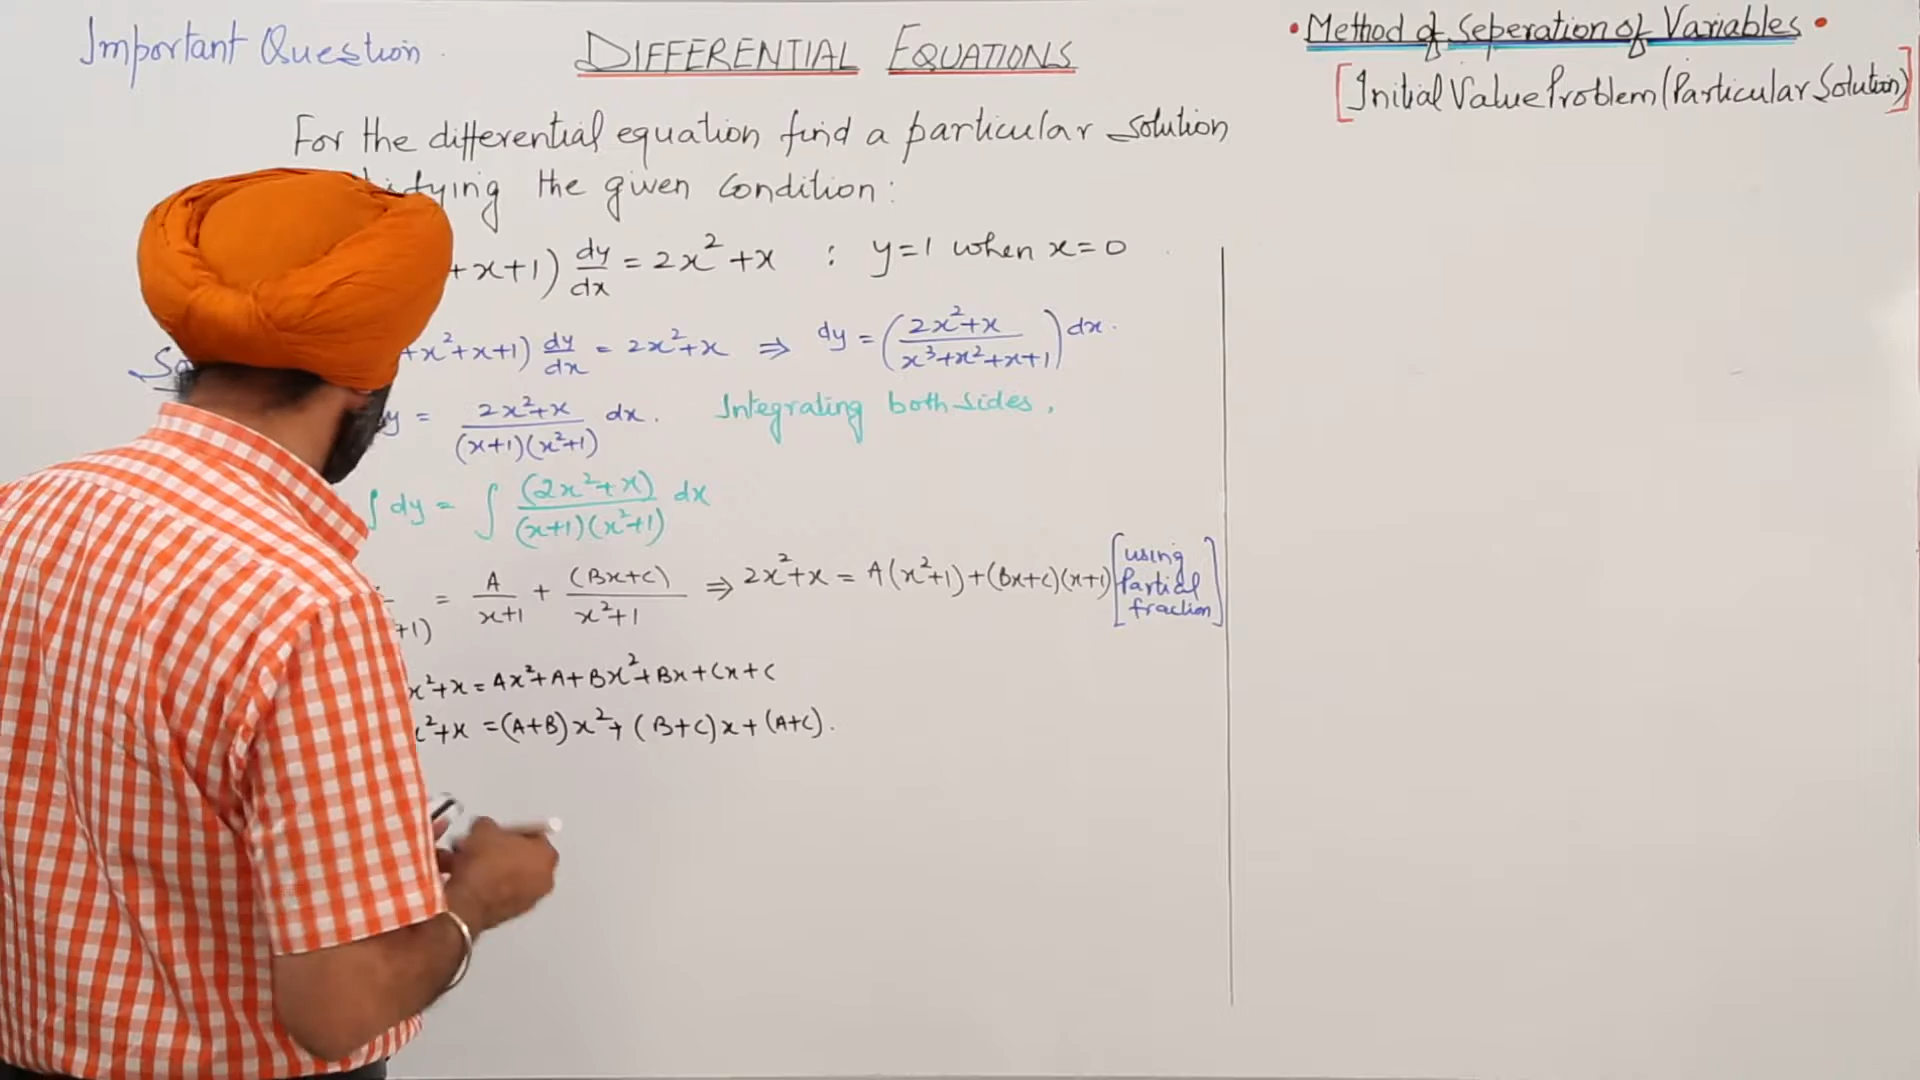 Important Question.
DIFFERENTIAL EQUATIONS
• Method of Seperation of Variables •
[Initial Value Problem (Particular Solution)]
For the differential equation find a particular solution
the given condition:
+x+1) dy/dx = 2x²+x : y=1 when x=0
+x²+x+1) dy/dx = 2x²+x ⇒ dy = (2x²+x / x³+x²+x+1) dx.
y = 2x²+x / (x+1)(x²+1) dx. Integrating both sides,
∫ dy = ∫ (2x²+x) / (x+1)(x²+1) dx
+1) = A / x+1 + (Bx+C) / x²+1 ⇒ 2x²+x = A(x²+1)+(Bx+C)(x+1) [using Partial fraction]
x²+x = Ax²+A+Bx²+Bx+Cx+C
x²+x = (A+B)x²+(B+C)x+(A+C).